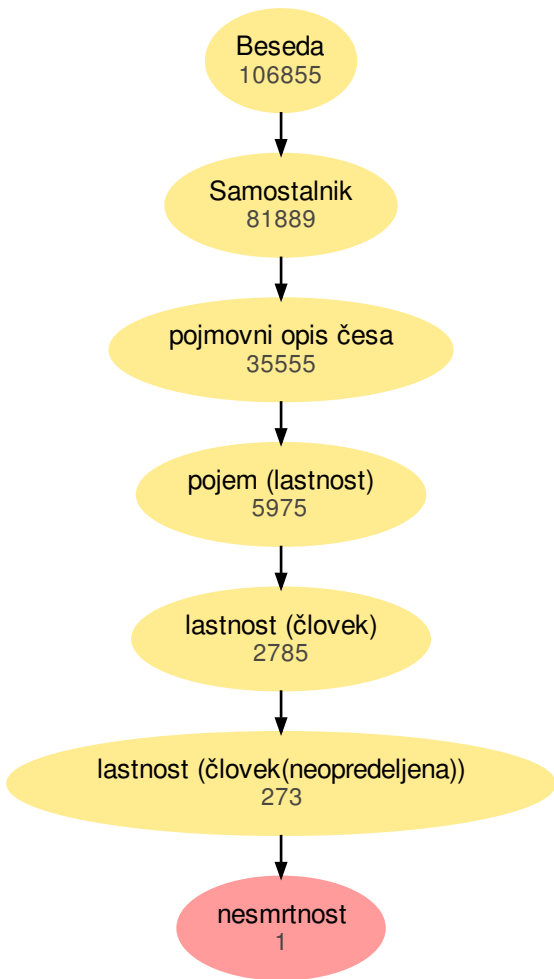 Beseda
106855
Samostalnik
81889
pojmovni opis česa
35555
pojem (lastnost)
5975
lastnost (človek)
2785
lastnost (človek(neopredeljena))
273
nesmrtnost
1